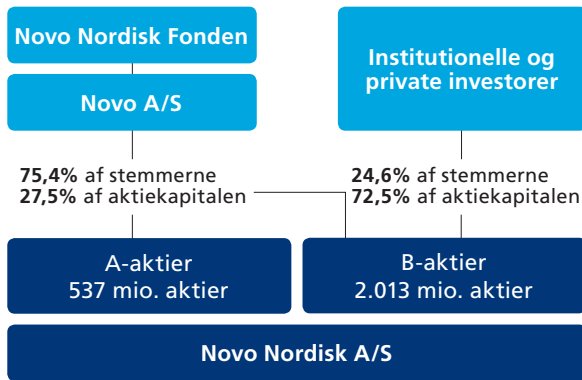 Novo Nordisk Fonden
Novo A/S
Institutionelle og
private investorer
75,4% af stemmerne
27,5% af aktiekapitalen
24,6% af stemmerne
72,5% af aktiekapitalen
A-aktier
537 mio. aktier
B-aktier
2.013 mio. aktier
Novo Nordisk A/S